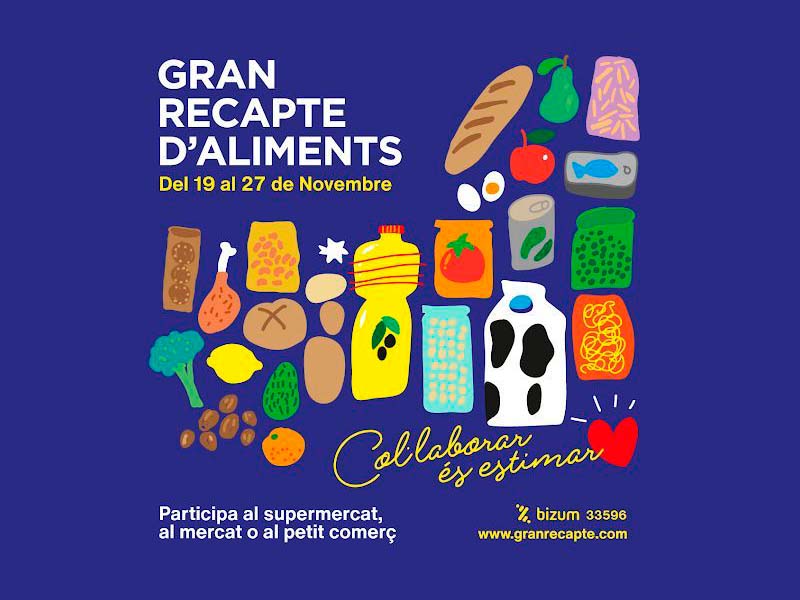 GRAN
RECAPTE
D'ALIMENTS
Del 19 al 27 de Novembre
Col·laborar
és estimar
Participa al supermercat,
al mercat o al petit comerç
bizum 33596
www.granrecapte.com